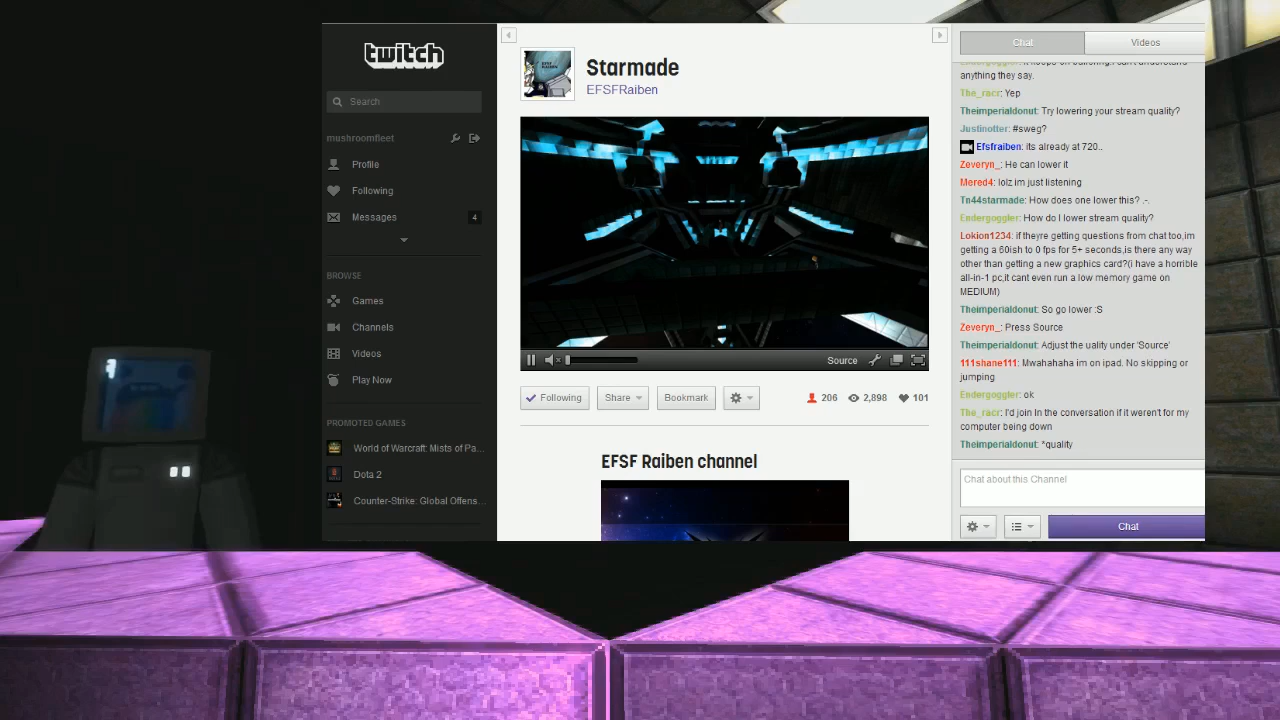 twitch
Search
mushroomfleet
Profile
Following
Messages 4
BROWSE
Games
Channels
Videos
Play Now
PROMOTED GAMES
World of Warcraft: Mists of Pa...
Dota 2
Counter-Strike: Global Offens...
Starmade
EFSFRaiben
Source
Following
Share
Bookmark
206
2,898
101
EFSF Raiben channel
Chat Videos
anything they say.
The_racr: Yep
Theimperialdonut: Try lowering your stream quality?
Justinotter: #sweg?
Efsfraiben: its already at 720..
Zeveryn_: He can lower it
Mered4: lolz im just listening
Tn44starmade: How does one lower this? .-.
Endergoggler: How do I lower stream quality?
Lokion1234: if theyre getting questions from chat too,im
getting a 60ish to 0 fps for 5+ seconds,is there any way
other than getting a new graphics card?(i have a horrible
all-in-1 pc,it cant even run a low memory game on
MEDIUM)
Theimperialdonut: So go lower :S
Zeveryn_: Press Source
Theimperialdonut: Adjust the uality under 'Source'
111shane111: Mwahahaha im on ipad. No skipping or
jumping
Endergoggler: ok
The_racr: I'd join In the conversation if it weren't for my
computer being down
Theimperialdonut: *quality
Chat about this Channel
Chat